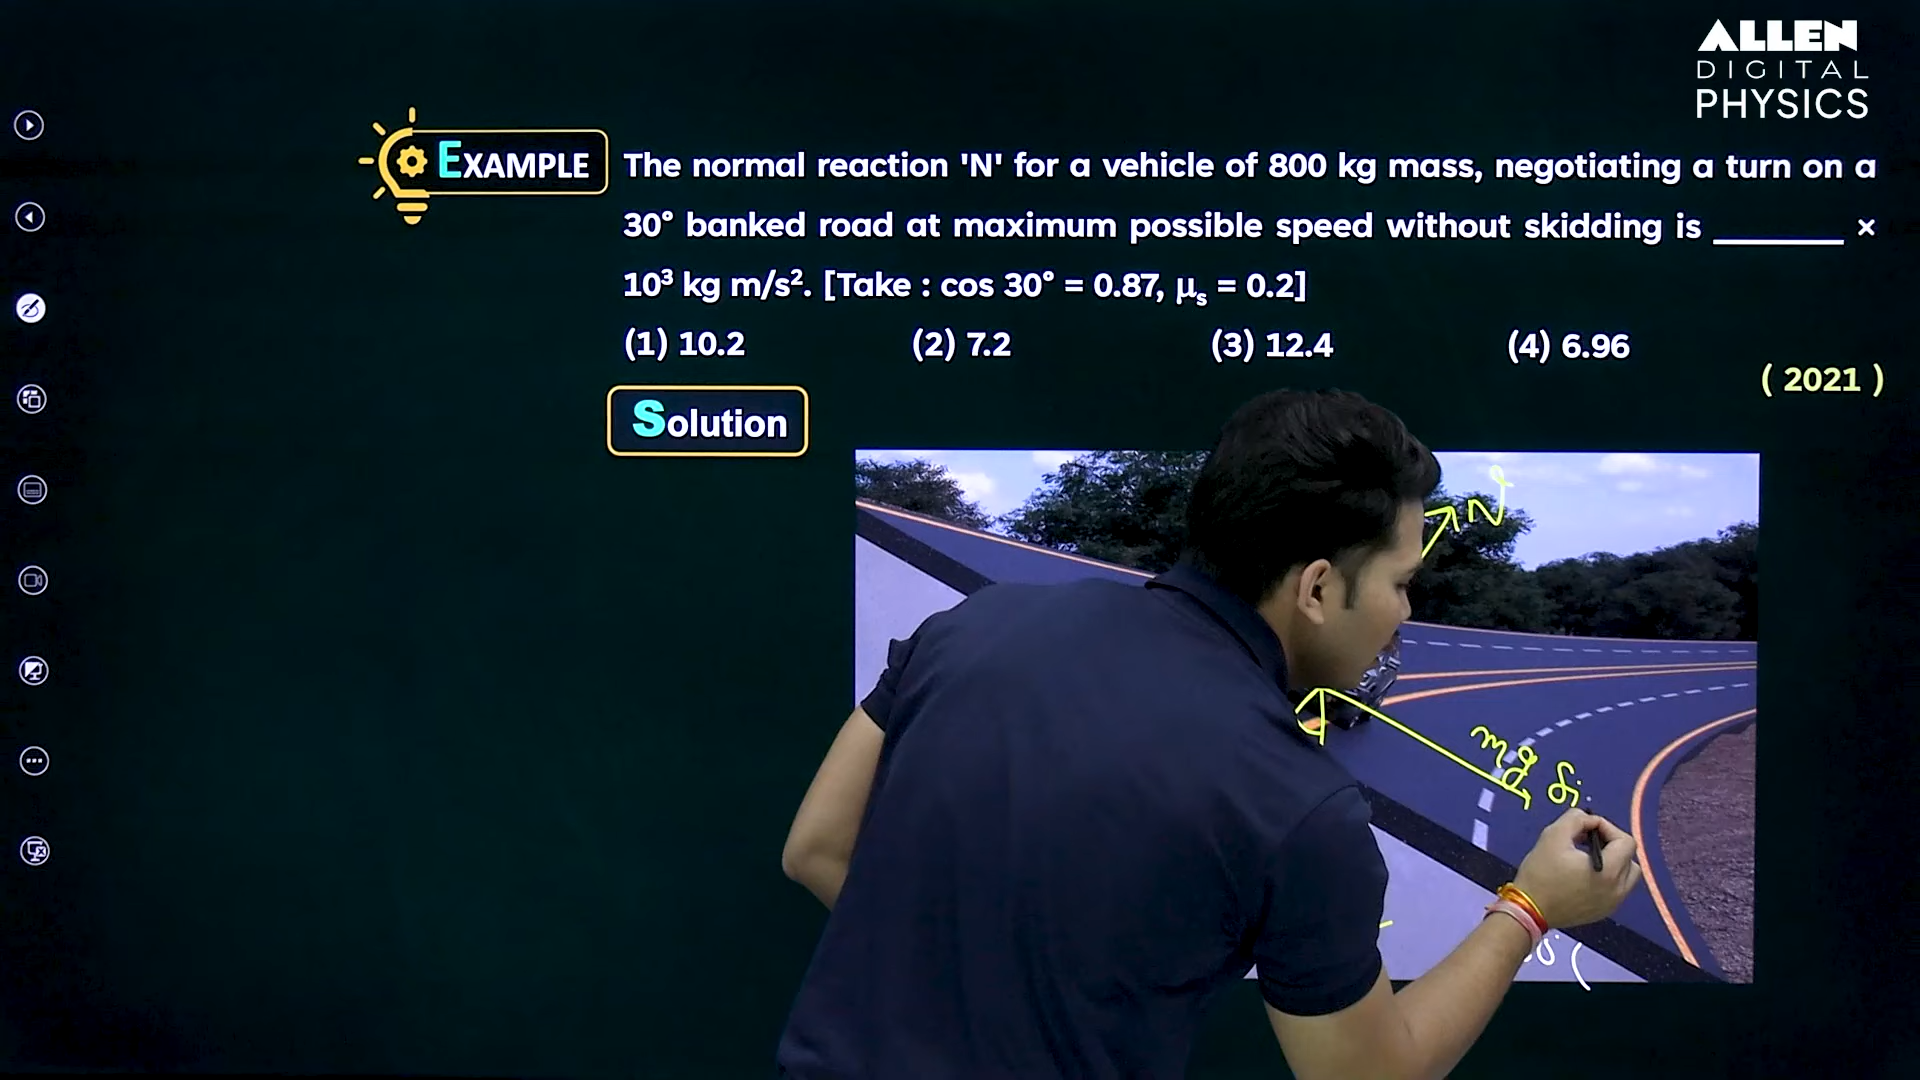 ALLEN
DIGITAL
PHYSICS
EXAMPLE
The normal reaction 'N' for a vehicle of 800 kg mass, negotiating a turn on a
30° banked road at maximum possible speed without skidding is ________ ×
10³ kg m/s². [Take : cos 30° = 0.87, μₛ = 0.2]
(1) 10.2 (2) 7.2 (3) 12.4 (4) 6.96
( 2021 )
Solution
N
mg si